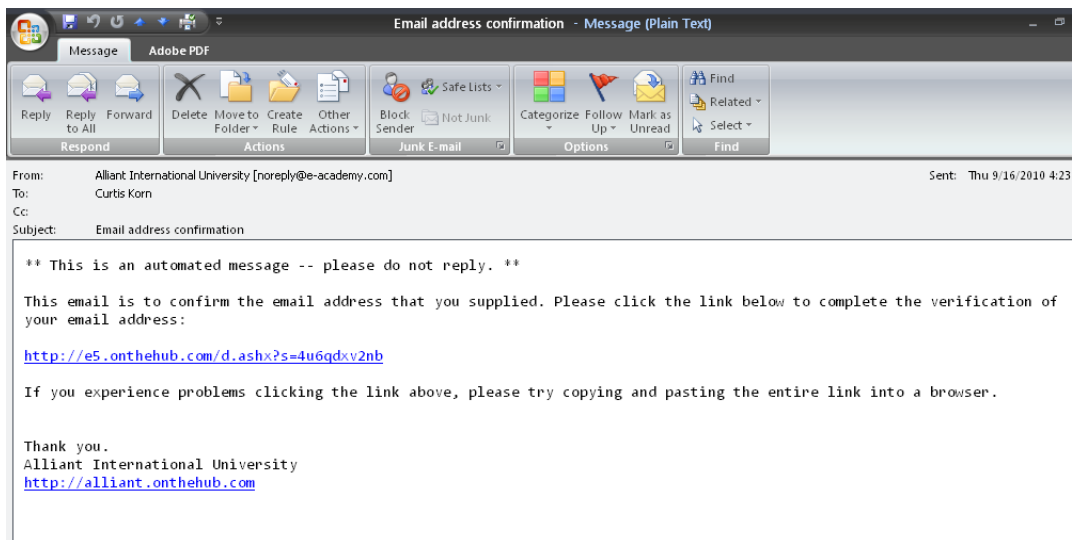 Email address confirmation - Message (Plain Text)
Message Adobe PDF
Reply Reply to All Forward Delete Move to Folder Create Rule Other Actions Block Sender Safe Lists Not Junk Categorize Follow Up Mark as Unread Find Related Select
Respond Actions Junk E-mail Options Find
From: Alliant International University [noreply@e-academy.com] Sent: Thu 9/16/2010 4:23
To: Curtis Korn
Cc:
Subject: Email address confirmation
** This is an automated message -- please do not reply. **
This email is to confirm the email address that you supplied. Please click the link below to complete the verification of
your email address:
http://e5.onthehub.com/d.ashx?s=4u6qdxv2nb
If you experience problems clicking the link above, please try copying and pasting the entire link into a browser.
Thank you.
Alliant International University
http://alliant.onthehub.com